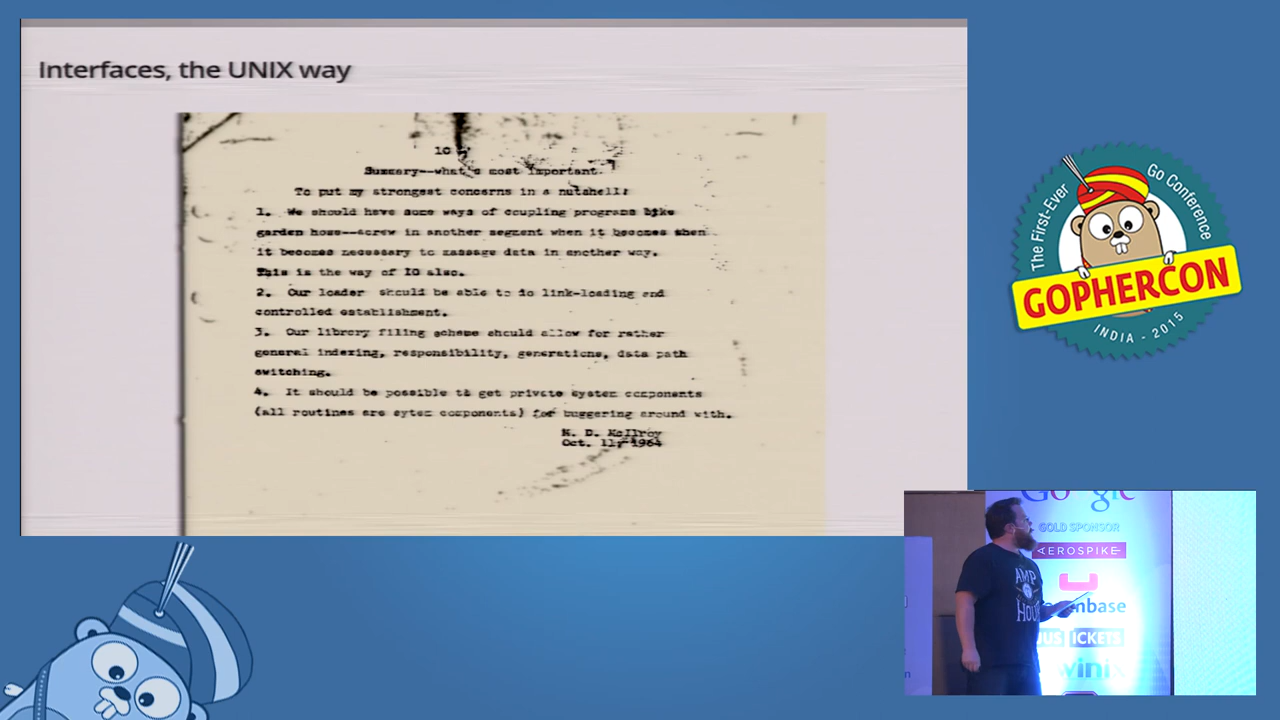 Interfaces, the UNIX way
10
Summary--what's most important.
To put my strongest concerns in a nutshell:
1. We should have some ways of coupling programs like
garden hose--screw in another segment when it becomes when
it becomes necessary to massage data in another way.
This is the way of IO also.
2. Our loader should be able to do link-loading and
controlled establishment.
3. Our library filing scheme should allow for rather
general indexing, responsibility, generations, data path
switching.
4. It should be possible to get private system components
(all routines are sytem components) for buggering around with.
M. D. McIlroy
Oct. 11, 1964
The First-Ever Go Conference
GOPHERCON
INDIA - 2015
Google
GOLD SPONSOR
AEROSPIKE
AMP
HOUS